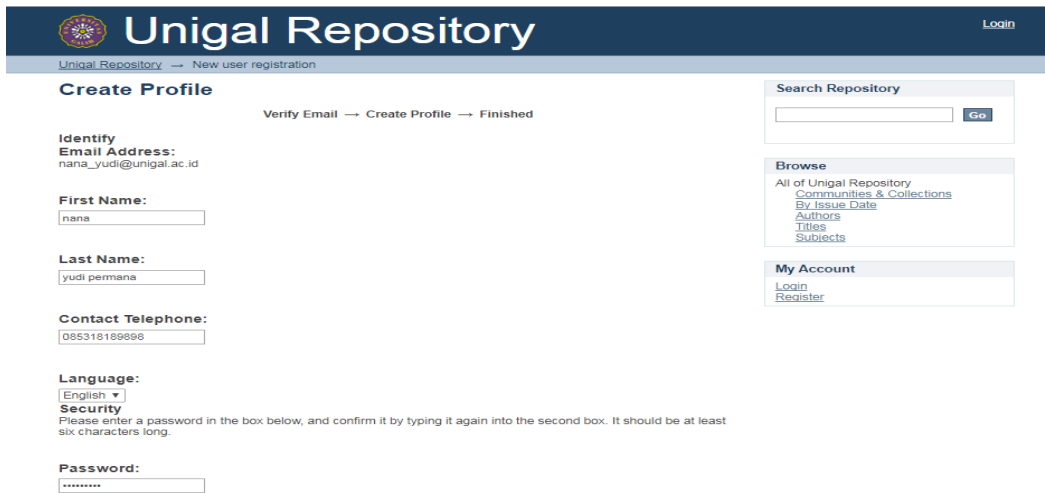 Unigal Repository
Login
Unigal Repository → New user registration
Create Profile
Verify Email → Create Profile → Finished
Identify
Email Address:
nana_yudi@unigal.ac.id
First Name:
nana
Last Name:
yudi permana
Contact Telephone:
085318189898
Language:
English ▼
Security
Please enter a password in the box below, and confirm it by typing it again into the second box. It should be at least
six characters long.
Password:
•••••••••
Search Repository
Go
Browse
All of Unigal Repository
Communities & Collections
By Issue Date
Authors
Titles
Subjects
My Account
Login
Register